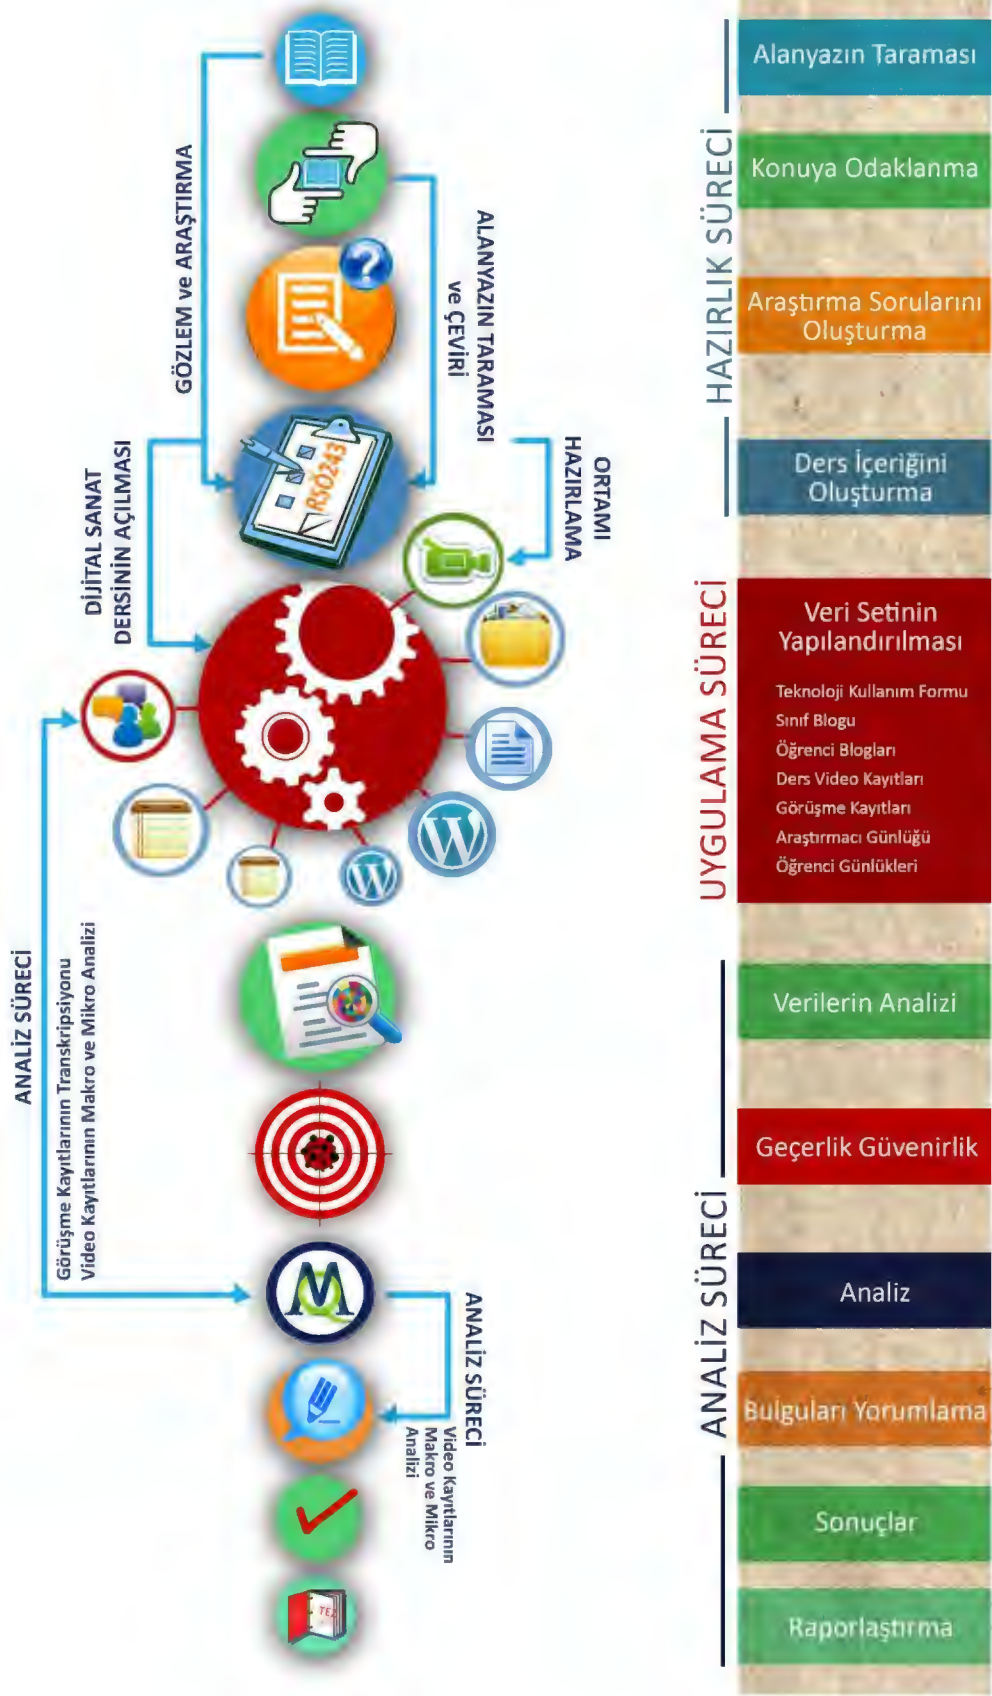 GÖZLEM ve ARAŞTIRMA
ALANYAZIN TARAMASI
ve ÇEVİRİ
ORTAMI
HAZIRLAMA
RSÖ243
DİJİTAL SANAT
DERSİNİN AÇILMASI
ANALİZ SÜRECİ
Görüşme Kayıtlarının Transkripsiyonu
Video Kayıtlarının Makro ve Mikro Analizi
ANALİZ SÜRECİ
Video Kayıtlarının
Makro ve Mikro
Analizi
TEZ
HAZIRLIK SÜRECİ
Alanyazın Taraması
Konuya Odaklanma
Araştırma Sorularını
Oluşturma
Ders İçeriğini
Oluşturma
UYGULAMA SÜRECİ
Veri Setinin
Yapılandırılması
Teknoloji Kullanım Formu
Sınıf Blogu
Öğrenci Blogları
Ders Video Kayıtları
Görüşme Kayıtları
Araştırmacı Günlüğü
Öğrenci Günlükleri
ANALİZ SÜRECİ
Verilerin Analizi
Geçerlik Güvenirlik
Analiz
Bulguları Yorumlama
Sonuçlar
Raporlaştırma